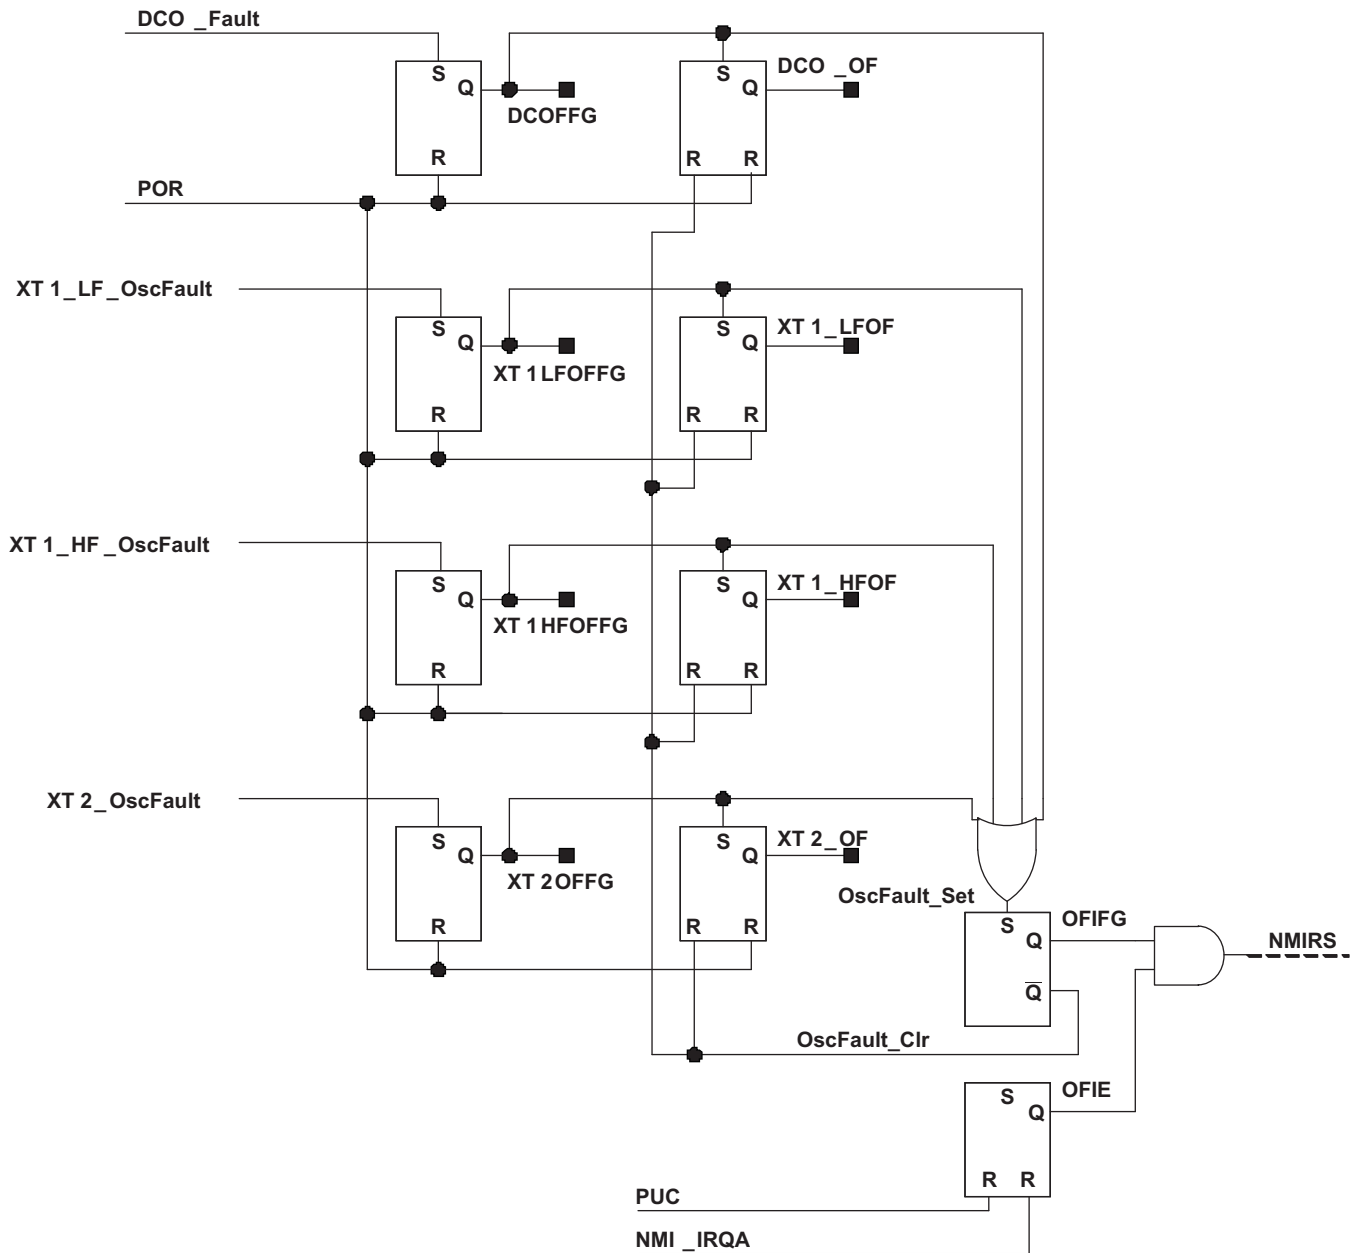 DCO _Fault
S
Q
DCOFFG
R
S
Q
DCO _OF
R
R
POR
XT 1_LF_OscFault
S
Q
XT 1LFOFFG
R
S
Q
XT 1_LFOF
R
R
XT 1_HF_OscFault
S
Q
XT 1HFOFFG
R
S
Q
XT 1_HFOF
R
R
XT 2_OscFault
S
Q
XT 2OFFG
R
S
Q
XT 2_OF
R
R
OscFault_Set
S
Q
OFIFG
Q̅
NMIRS
OscFault_Clr
S
Q
OFIE
R
R
PUC
NMI _IRQA